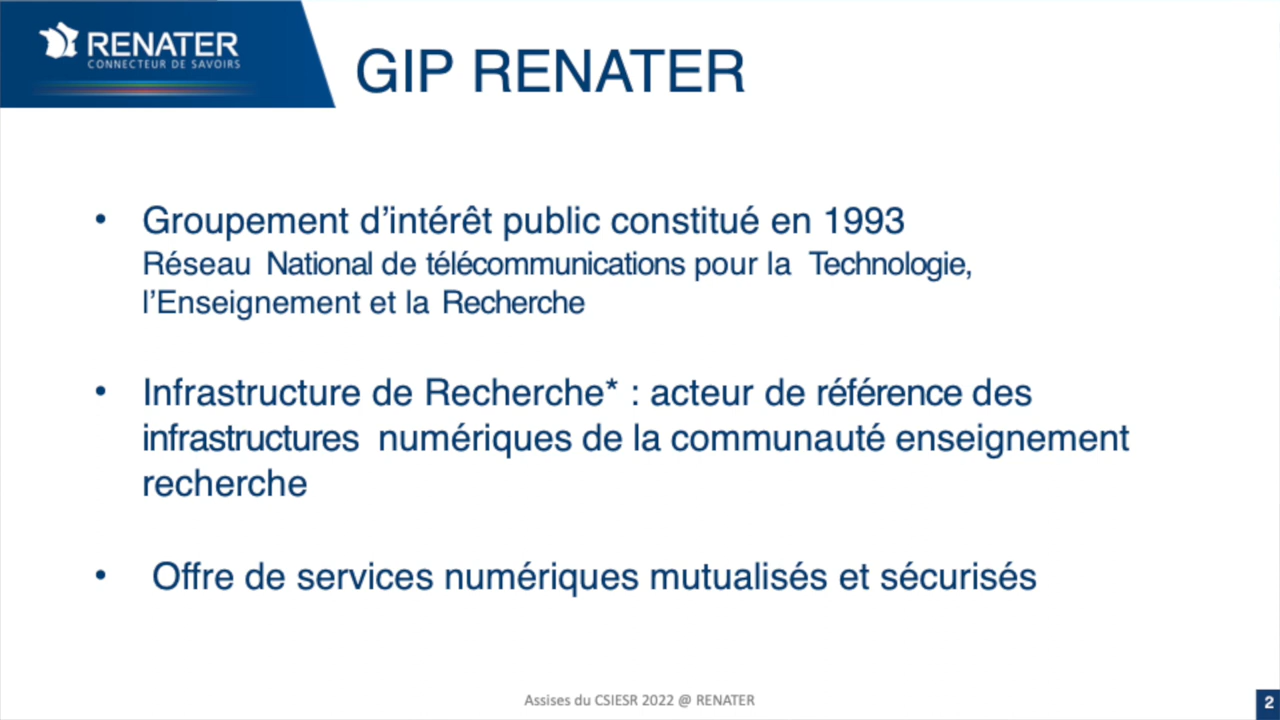 RENATER
CONNECTEUR DE SAVOIRS
GIP RENATER
• Groupement d’intérêt public constitué en 1993
Réseau National de télécommunications pour la Technologie,
l’Enseignement et la Recherche
• Infrastructure de Recherche* : acteur de référence des
infrastructures numériques de la communauté enseignement
recherche
• Offre de services numériques mutualisés et sécurisés
Assises du CSIESR 2022 @ RENATER
2